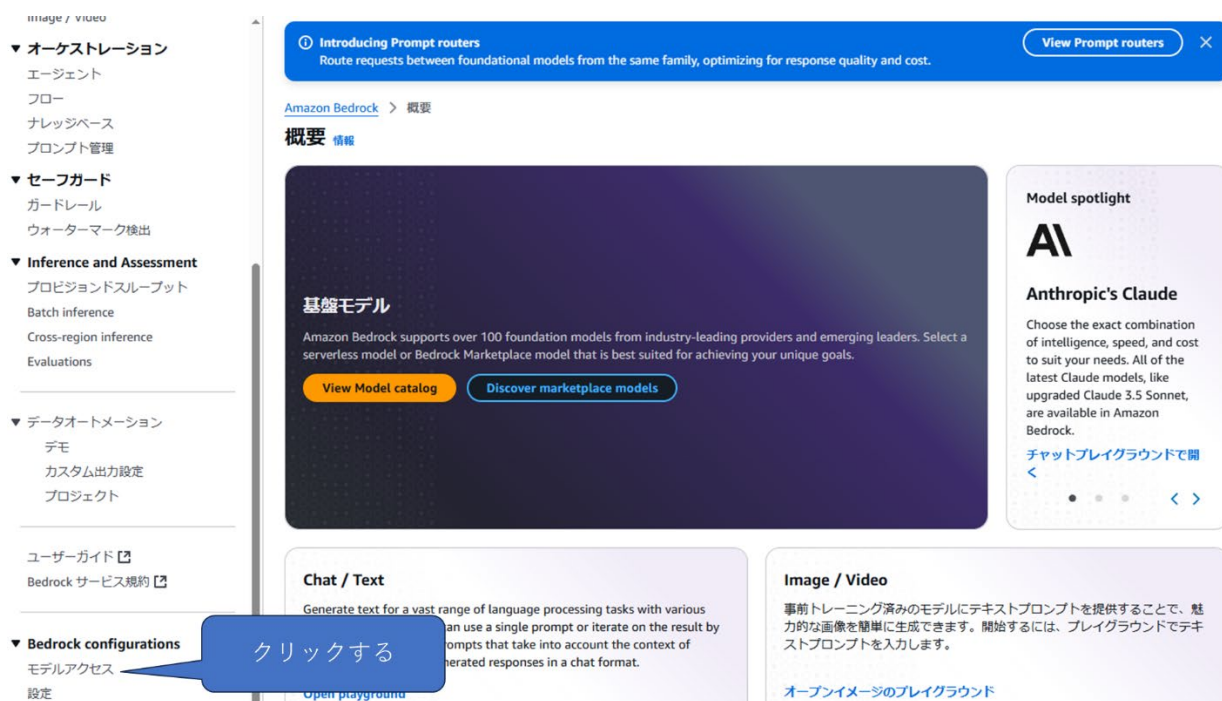 Image / Video
オーケストレーション
エージェント
フロー
ナレッジベース
プロンプト管理
セーフガード
ガードレール
ウォーターマーク検出
Inference and Assessment
プロビジョンドスループット
Batch inference
Cross-region inference
Evaluations
データオートメーション
デモ
カスタム出力設定
プロジェクト
ユーザーガイド
Bedrock サービス規約
Bedrock configurations
モデルアクセス
設定
クリックする
Introducing Prompt routers
Route requests between foundational models from the same family, optimizing for response quality and cost.
View Prompt routers
Amazon Bedrock > 概要
概要 情報
基盤モデル
Amazon Bedrock supports over 100 foundation models from industry-leading providers and emerging leaders. Select a
serverless model or Bedrock Marketplace model that is best suited for achieving your unique goals.
View Model catalog
Discover marketplace models
Model spotlight
A\
Anthropic's Claude
Choose the exact combination
of intelligence, speed, and cost
to suit your needs. All of the
latest Claude models, like
upgraded Claude 3.5 Sonnet,
are available in Amazon
Bedrock.
チャットプレイグラウンドで開
く
Chat / Text
Generate text for a vast range of language processing tasks with various
an use a single prompt or iterate on the result by
ompts that take into account the context of
nerated responses in a chat format.
Open playground
Image / Video
事前トレーニング済みのモデルにテキストプロンプトを提供することで、魅
力的な画像を簡単に生成できます。開始するには、プレイグラウンドでテキ
ストプロンプトを入力します。
オープンイメージのプレイグラウンド